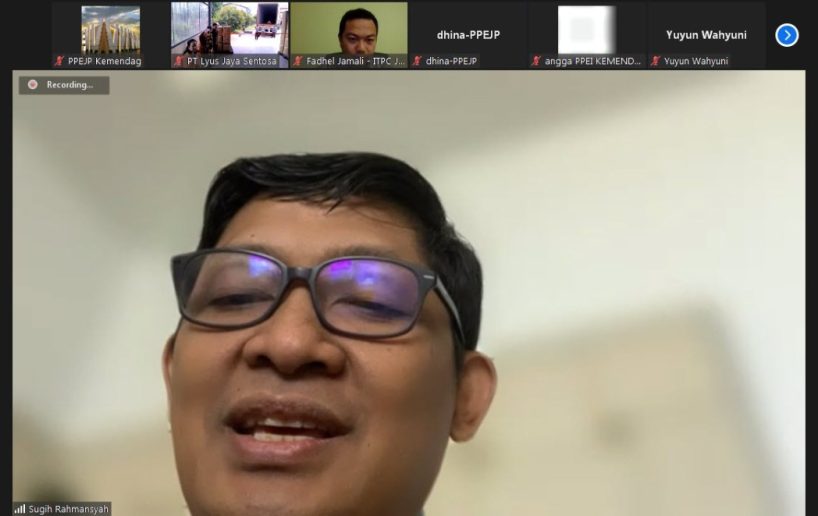 dhina-PPEJP
Yuyun Wahyuni
PPEJP Kemendag
PT Lyus Jaya Sentosa
Fadhel Jamali - ITPC J...
dhina-PPEJP
angga PPEI KEMEND...
Yuyun Wahyuni
Recording...
Sugih Rahmansyah